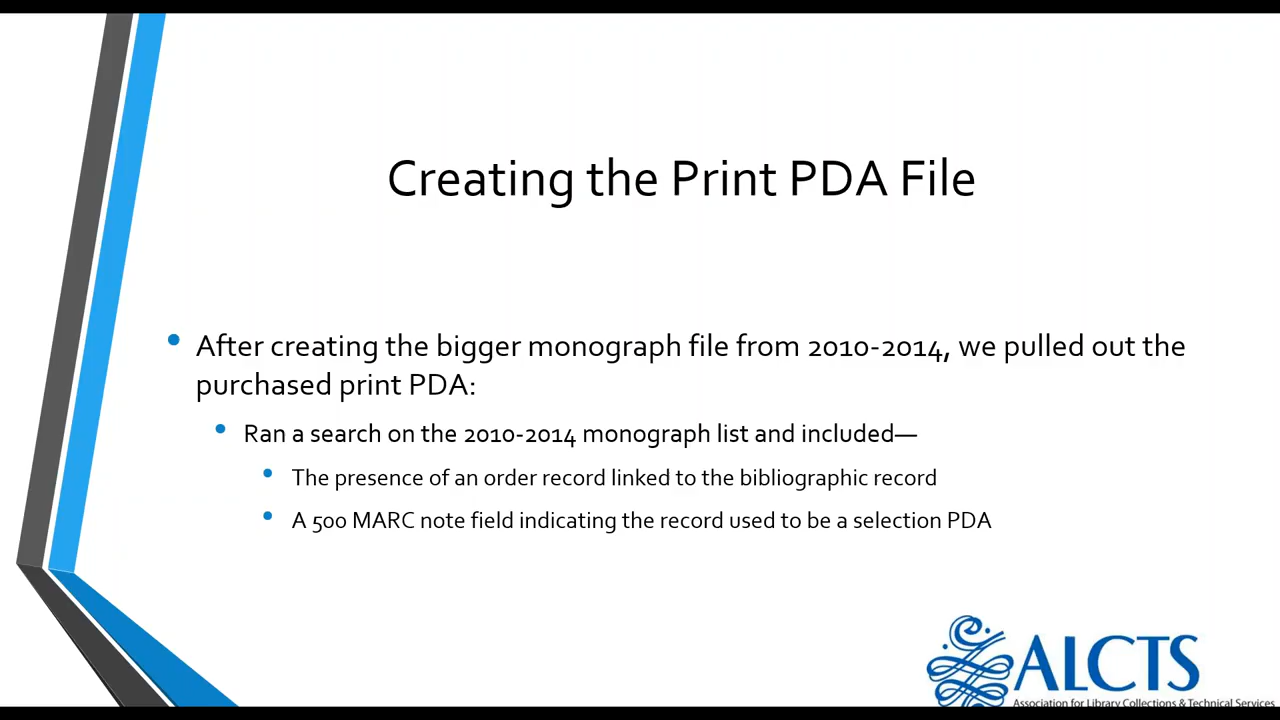 Creating the Print PDA File
After creating the bigger monograph file from 2010-2014, we pulled out the
purchased print PDA:
Ran a search on the 2010-2014 monograph list and included—
The presence of an order record linked to the bibliographic record
A 500 MARC note field indicating the record used to be a selection PDA
ALCTS
Association for Library Collections & Technical Services